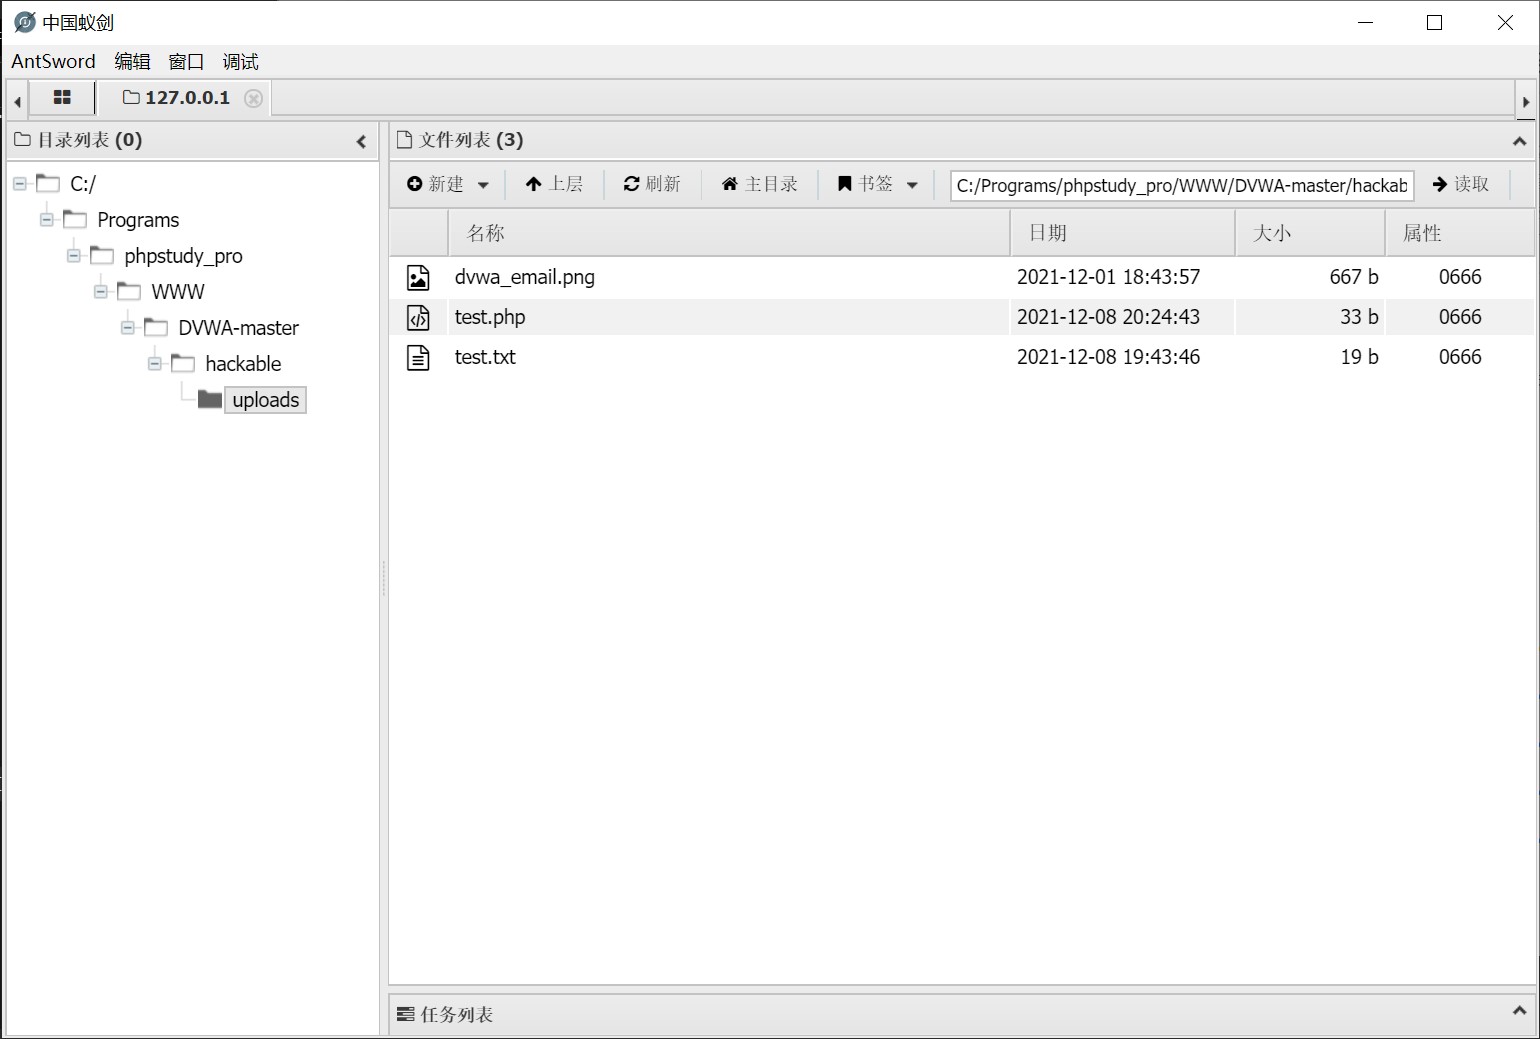 中国蚁剑
AntSword 编辑 窗口 调试
127.0.0.1
目录列表 (0)
文件列表 (3)
新建 上层 刷新 主目录 书签 C:/Programs/phpstudy_pro/WWW/DVWA-master/hackab 读取
名称 日期 大小 属性
dvwa_email.png 2021-12-01 18:43:57 667 b 0666
test.php 2021-12-08 20:24:43 33 b 0666
test.txt 2021-12-08 19:43:46 19 b 0666
C:/
Programs
phpstudy_pro
WWW
DVWA-master
hackable
uploads
任务列表